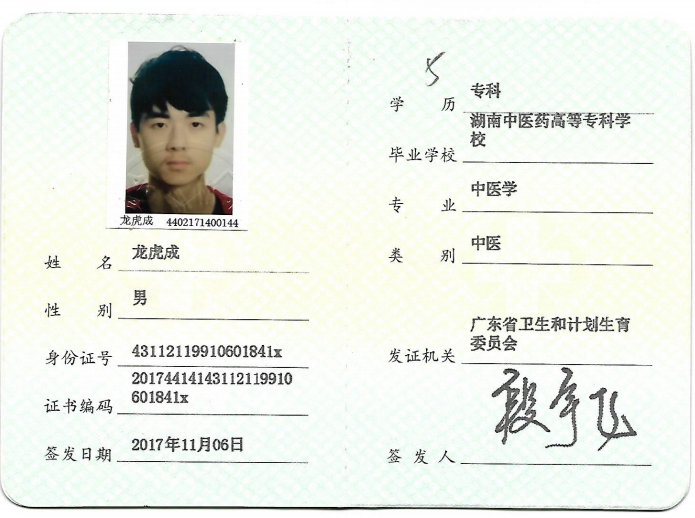 龙虎成 4402171400144
姓 名 龙虎成
性 别 男
身份证号 43112119910601841x
证书编码 20174414143112119910
601841x
签发日期 2017年11月06日
5
学 历 专科
毕业学校 湖南中医药高等专科学
校
专 业 中医学
类 别 中医
发证机关 广东省卫生和计划生育
委员会
签 发 人 段宇飞